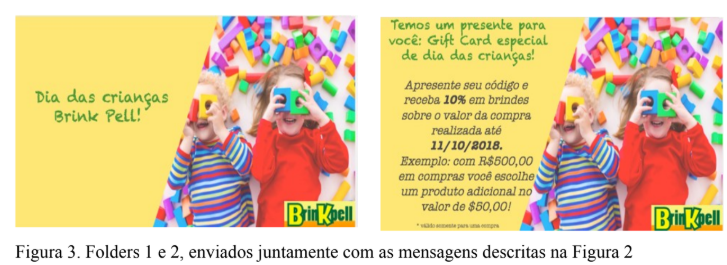 Dia das crianças
Brink Pell!
BrinKpell
Temos um presente para
você: Gift Card especial
de dia das crianças!
Apresente seu código e
receba 10% em brindes
sobre o valor da compra
realizada até
11/10/2018.
Exemplo: com R$500,00
em compras você escolhe
um produto adicional no
valor de $50,00!
* válido somente para uma compra
BrinKpell
Figura 3. Folders 1 e 2, enviados juntamente com as mensagens descritas na Figura 2